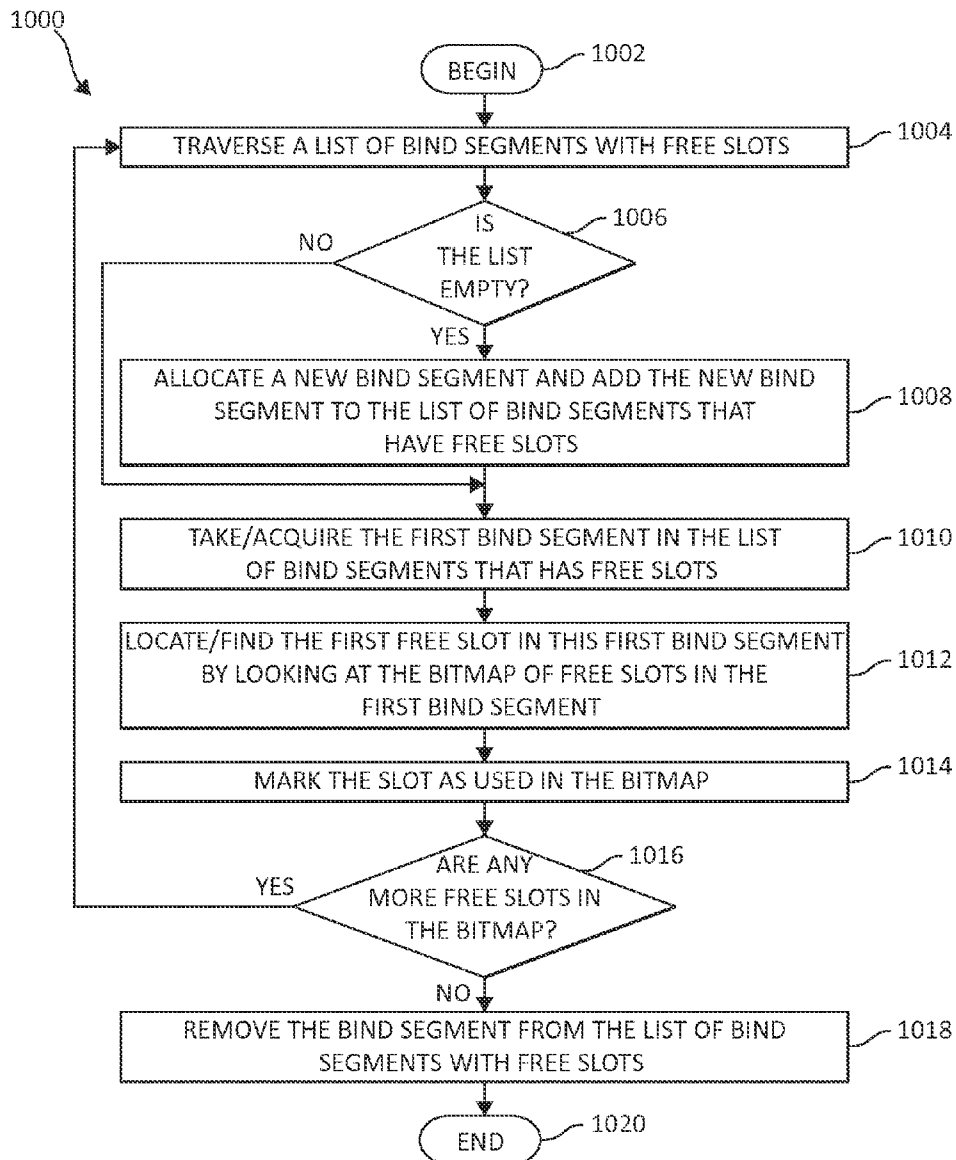 1000
BEGIN
1002
TRAVERSE A LIST OF BIND SEGMENTS WITH FREE SLOTS
1004
IS
THE LIST
EMPTY?
1006
NO
YES
ALLOCATE A NEW BIND SEGMENT AND ADD THE NEW BIND
SEGMENT TO THE LIST OF BIND SEGMENTS THAT
HAVE FREE SLOTS
1008
TAKE/ACQUIRE THE FIRST BIND SEGMENT IN THE LIST
OF BIND SEGMENTS THAT HAS FREE SLOTS
1010
LOCATE/FIND THE FIRST FREE SLOT IN THIS FIRST BIND SEGMENT
BY LOOKING AT THE BITMAP OF FREE SLOTS IN THE
FIRST BIND SEGMENT
1012
MARK THE SLOT AS USED IN THE BITMAP
1014
ARE ANY
MORE FREE SLOTS IN
THE BITMAP?
1016
YES
NO
REMOVE THE BIND SEGMENT FROM THE LIST OF BIND
SEGMENTS WITH FREE SLOTS
1018
END
1020